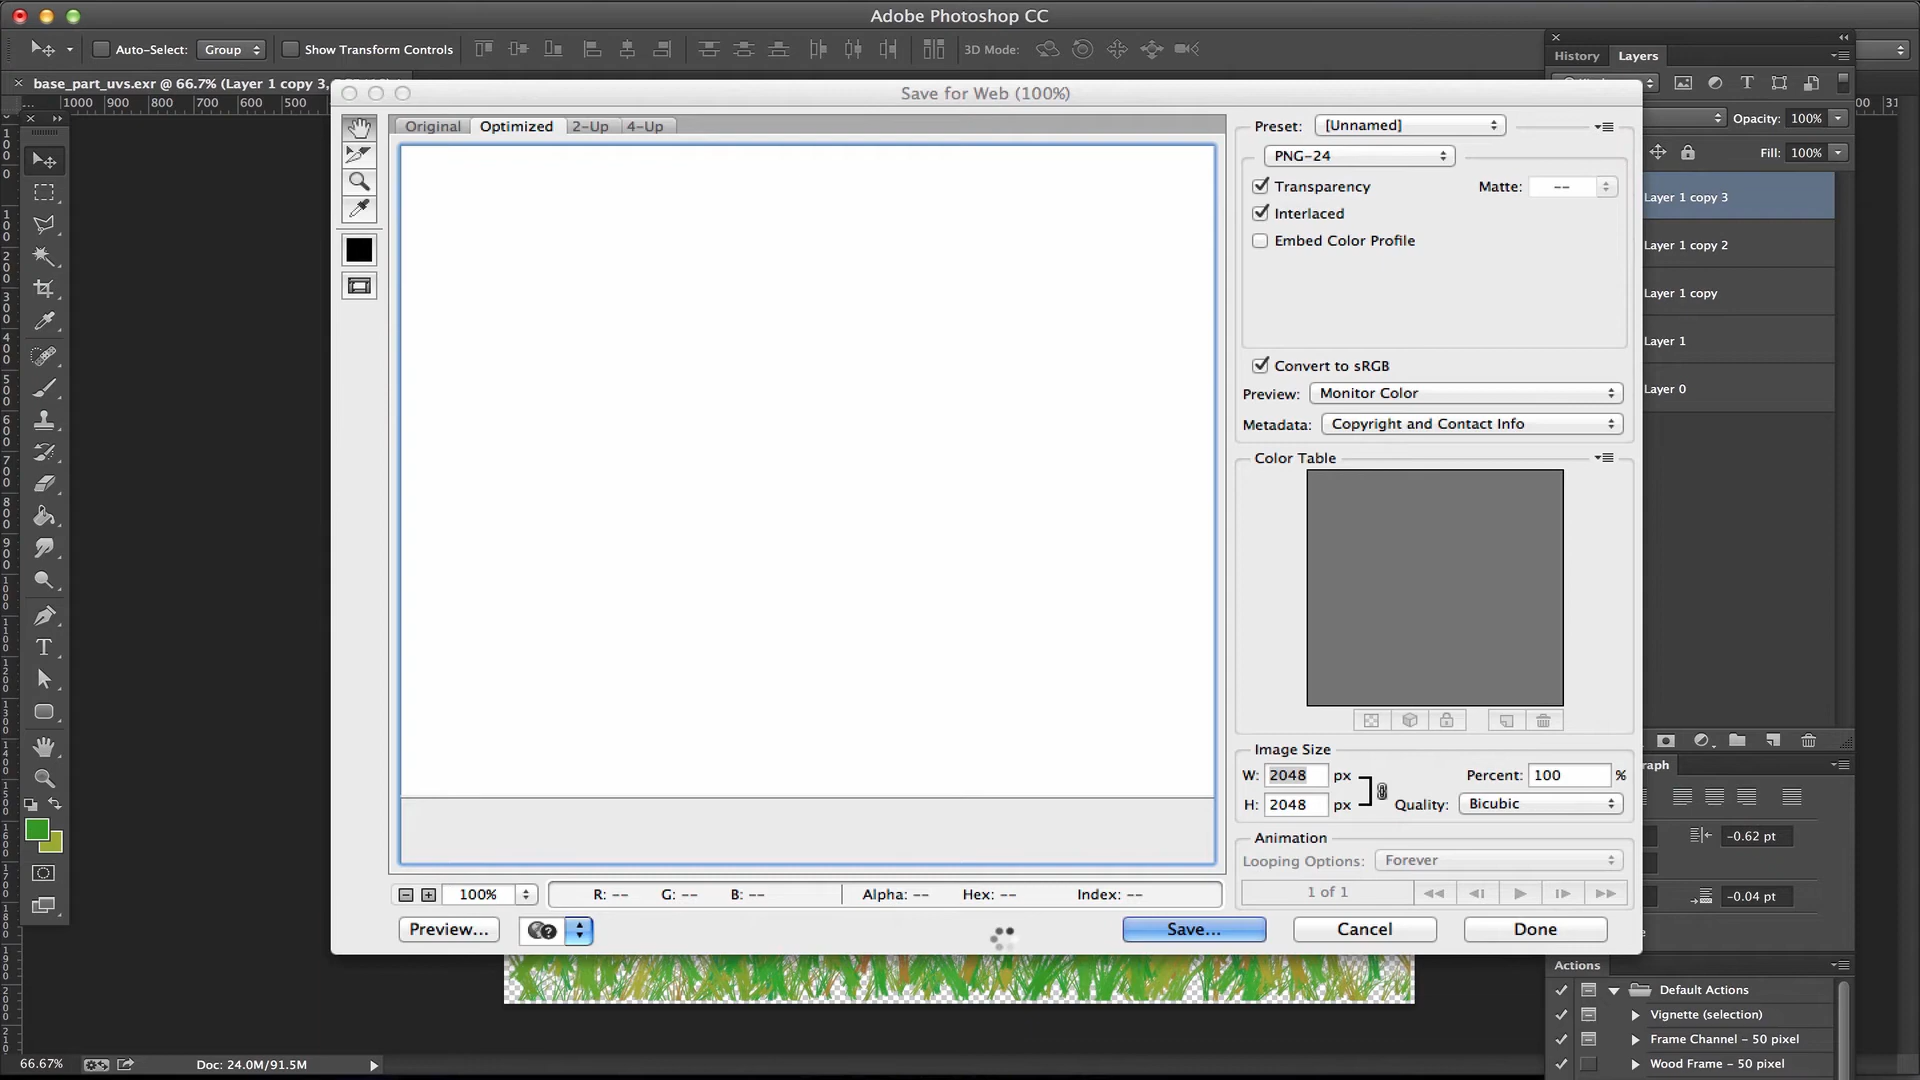 Adobe Photoshop CC
Auto-Select: Group Show Transform Controls 3D Mode:
History Layers
base_part_uvs.exr @ 66.7% (Layer 1 copy 3,
1000 900 800 700 600 500
Save for Web (100%)
Original Optimized 2-Up 4-Up
Preset: [Unnamed]
PNG-24
Transparency Matte: --
Interlaced
Embed Color Profile
Convert to sRGB
Preview: Monitor Color
Metadata: Copyright and Contact Info
Color Table
Opacity: 100%
Fill: 100%
Layer 1 copy 3
Layer 1 copy 2
Layer 1 copy
Layer 1
Layer 0
Image Size
W: 2048 px Percent: 100 %
H: 2048 px Quality: Bicubic
Animation
Looping Options: Forever
1 of 1
100% R: -- G: -- B: -- Alpha: -- Hex: -- Index: --
Preview... Save... Cancel Done
graph
-0.62 pt
-0.04 pt
Actions
Default Actions
Vignette (selection)
Frame Channel - 50 pixel
Wood Frame - 50 pixel
66.67% Doc: 24.0M/91.5M